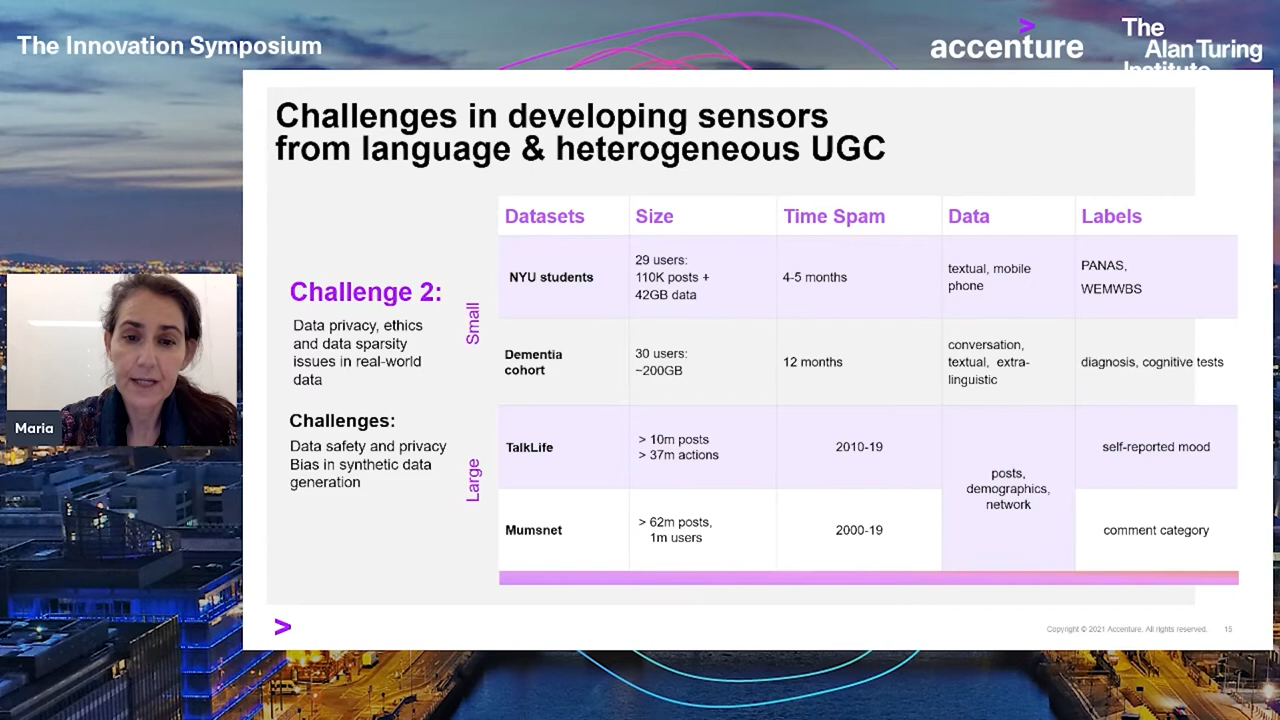 The Innovation Symposium
accenture
The
Alan Turing
Institute
Challenges in developing sensors
from language & heterogeneous UGC
Challenge 2:
Data privacy, ethics
and data sparsity
issues in real-world
data
Challenges:
Data safety and privacy
Bias in synthetic data
generation
Small
Large
Datasets
Size
Time Spam
Data
Labels
NYU students
29 users:
110K posts +
42GB data
4-5 months
textual, mobile
phone
PANAS,
WEMWBS
Dementia
cohort
30 users:
~200GB
12 months
conversation,
textual, extra-
linguistic
diagnosis, cognitive tests
TalkLife
> 10m posts
> 37m actions
2010-19
posts,
demographics,
network
self-reported mood
Mumsnet
> 62m posts,
1m users
2000-19
comment category
Maria
Copyright © 2021 Accenture. All rights reserved.
15